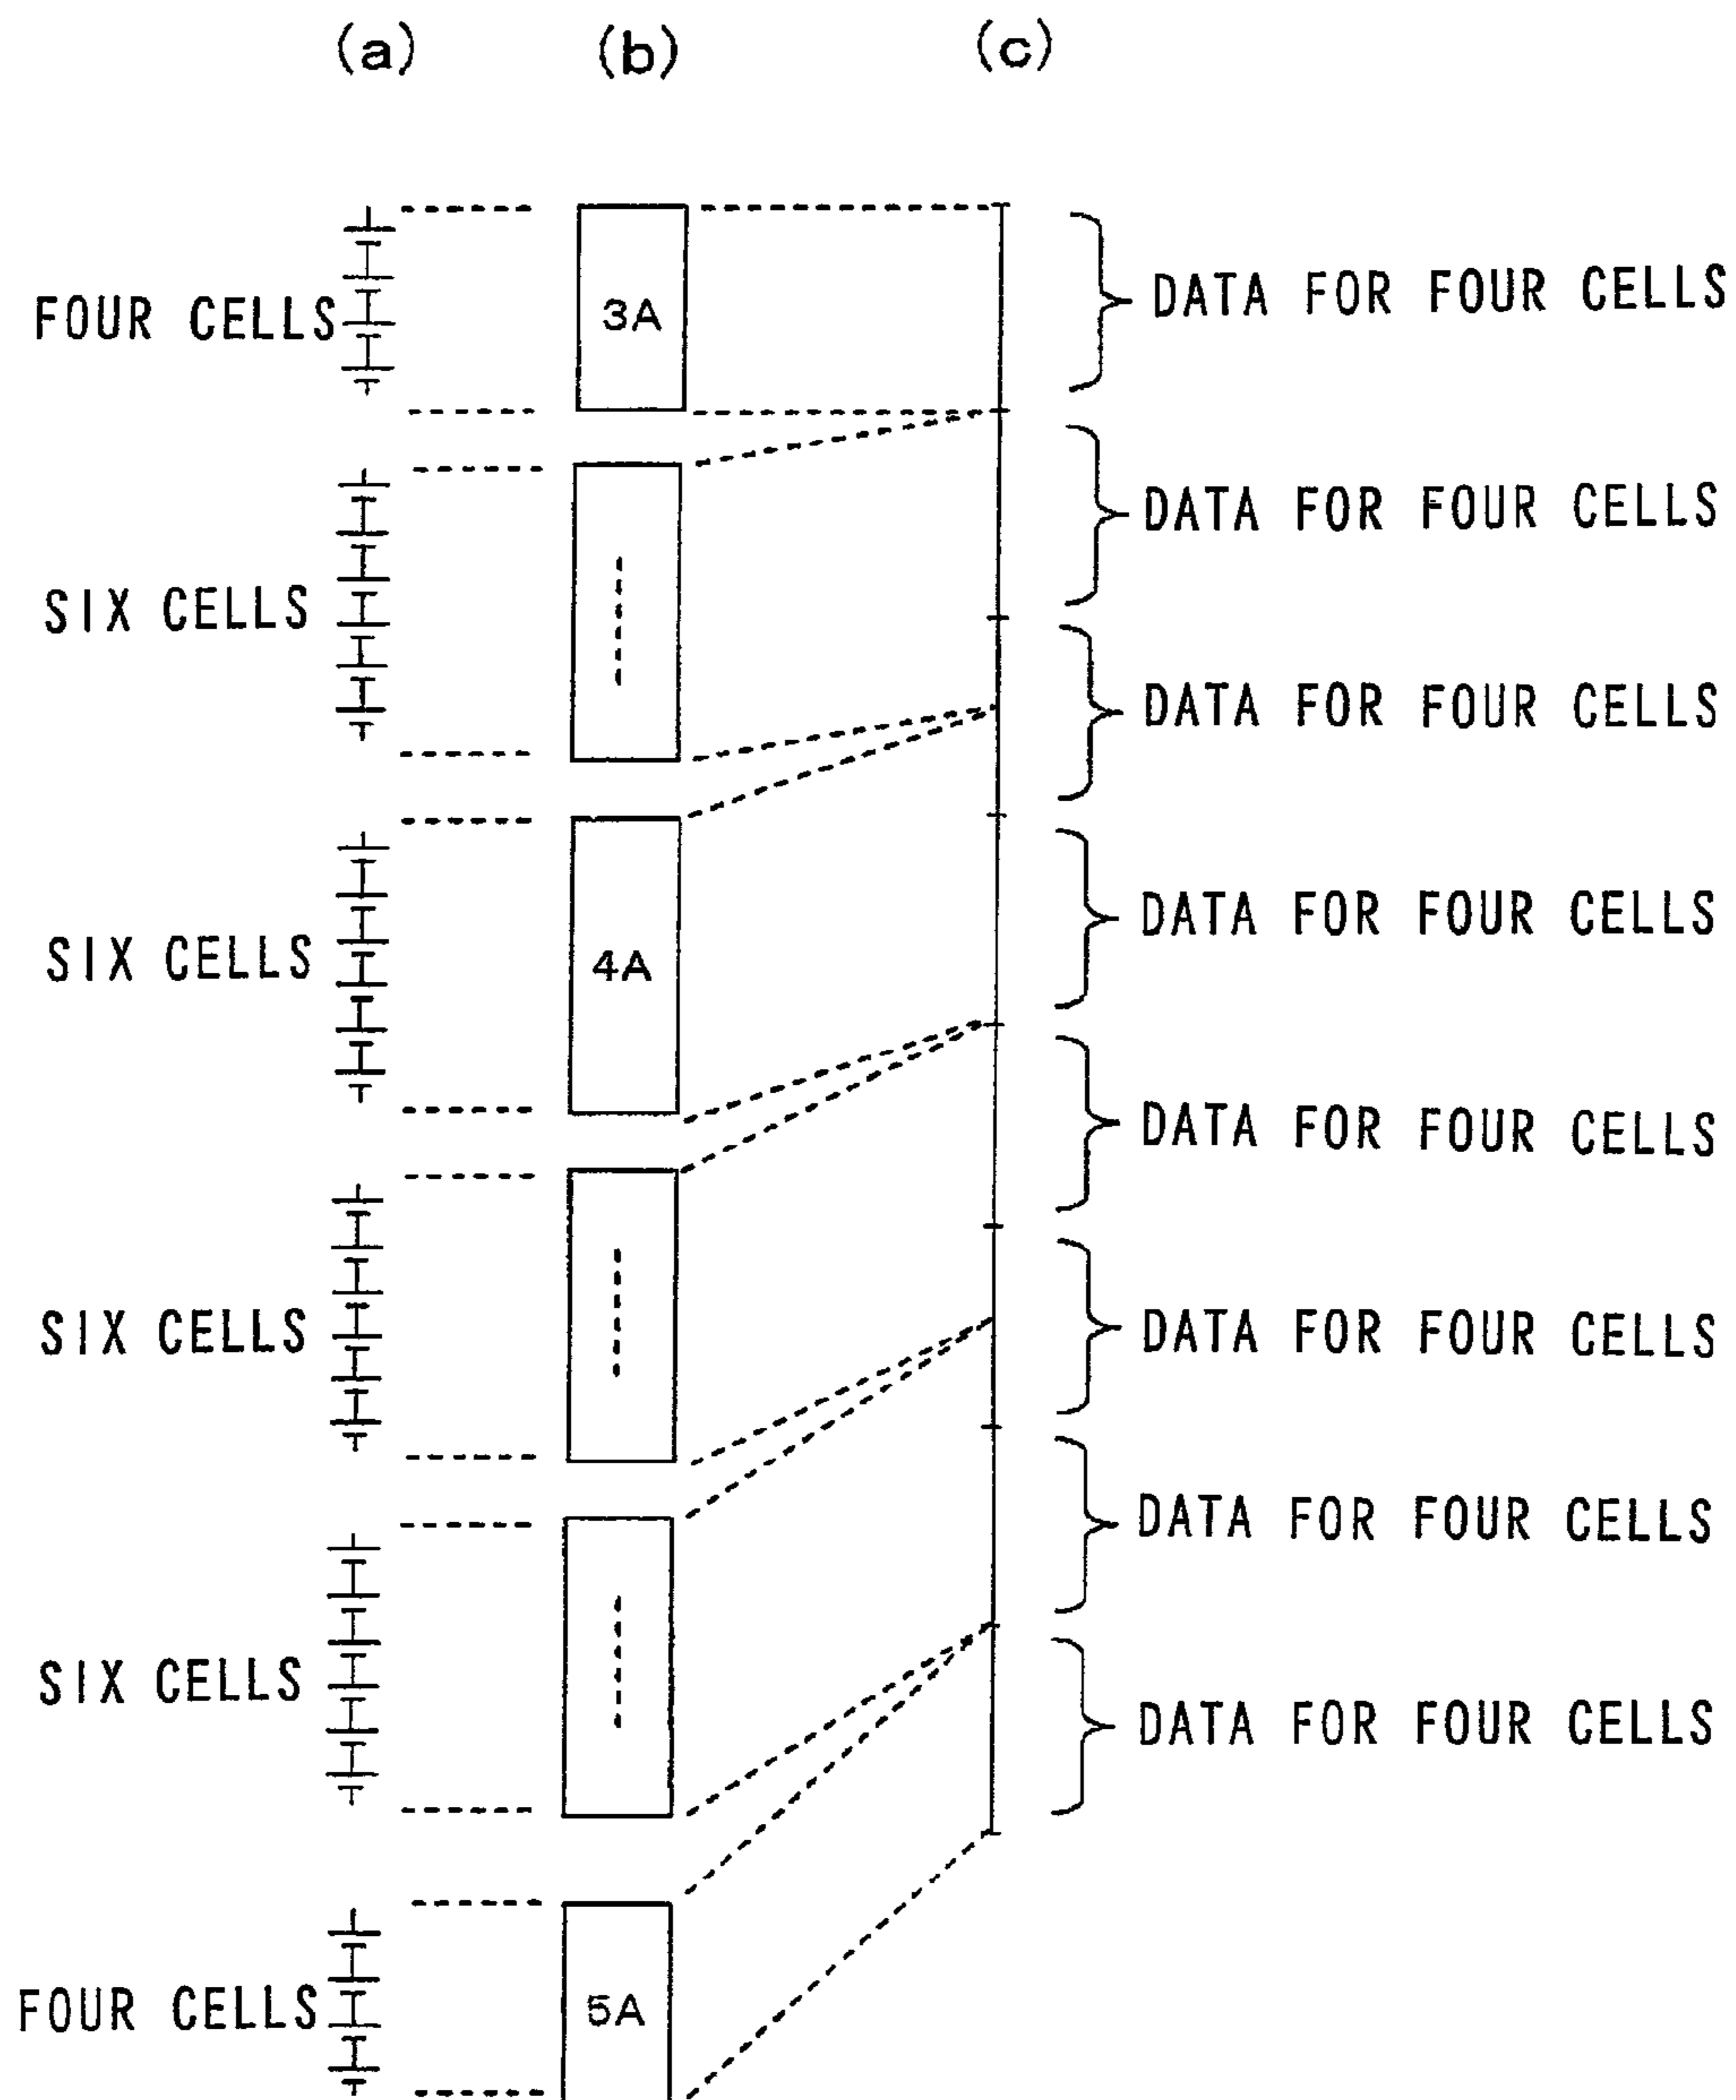 (a) (b) (c)
FOUR CELLS 3A DATA FOR FOUR CELLS
DATA FOR FOUR CELLS
SIX CELLS
DATA FOR FOUR CELLS
SIX CELLS 4A DATA FOR FOUR CELLS
DATA FOR FOUR CELLS
SIX CELLS DATA FOR FOUR CELLS
DATA FOR FOUR CELLS
SIX CELLS DATA FOR FOUR CELLS
FOUR CELLS 5A